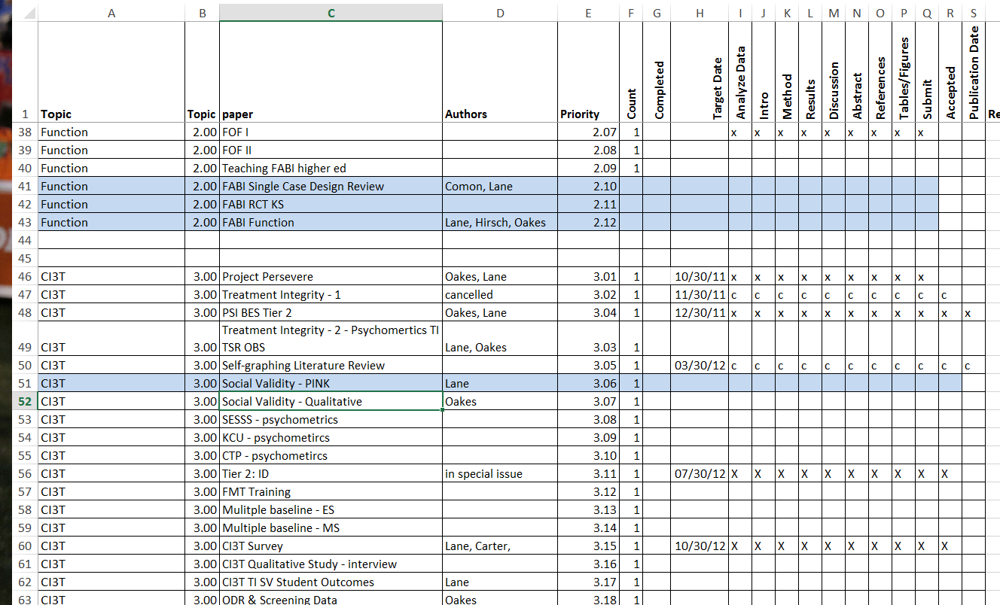 A B C D E F G H I J K L M N O P Q R S
1 Topic Topic paper Authors Priority Count Completed Target Date Analyze Data Intro Method Results Discussion Abstract References Tables/Figures Submit Accepted Publication Date Re
38 Function 2.00 FOF I 2.07 1 x x x x x x x x x
39 Function 2.00 FOF II 2.08 1
40 Function 2.00 Teaching FABI higher ed 2.09 1
41 Function 2.00 FABI Single Case Design Review Comon, Lane 2.10
42 Function 2.00 FABI RCT KS 2.11
43 Function 2.00 FABI Function Lane, Hirsch, Oakes 2.12
44
45
46 CI3T 3.00 Project Persevere Oakes, Lane 3.01 1 10/30/11 x x x x x x x x x
47 CI3T 3.00 Treatment Integrity - 1 cancelled 3.02 1 11/30/11 c c c c c c c c c c
48 CI3T 3.00 PSI BES Tier 2 Oakes, Lane 3.04 1 12/30/11 x x x x x x x x x x x
Treatment Integrity - 2 - Psychomertics TI
49 CI3T 3.00 TSR OBS Lane, Oakes 3.03 1
50 CI3T 3.00 Self-graphing Literature Review 3.05 1 03/30/12 c c c c c c c c c c c
51 CI3T 3.00 Social Validity - PINK Lane 3.06 1
52 CI3T 3.00 Social Validity - Qualitative Oakes 3.07 1
53 CI3T 3.00 SESSS - psychometrics 3.08 1
54 CI3T 3.00 KCU - psychometircs 3.09 1
55 CI3T 3.00 CTP - psychometircs 3.10 1
56 CI3T 3.00 Tier 2: ID in special issue 3.11 1 07/30/12 X X X X X X X X X X
57 CI3T 3.00 FMT Training 3.12 1
58 CI3T 3.00 Mulitple baseline - ES 3.13 1
59 CI3T 3.00 Multiple baseline - MS 3.14 1
60 CI3T 3.00 CI3T Survey Lane, Carter, 3.15 1 10/30/12 X X X X X X X X X X
61 CI3T 3.00 CI3T Qualitative Study - interview 3.16 1
62 CI3T 3.00 CI3T TI SV Student Outcomes Lane 3.17 1
63 CI3T 3.00 ODR & Screening Data Oakes 3.18 1